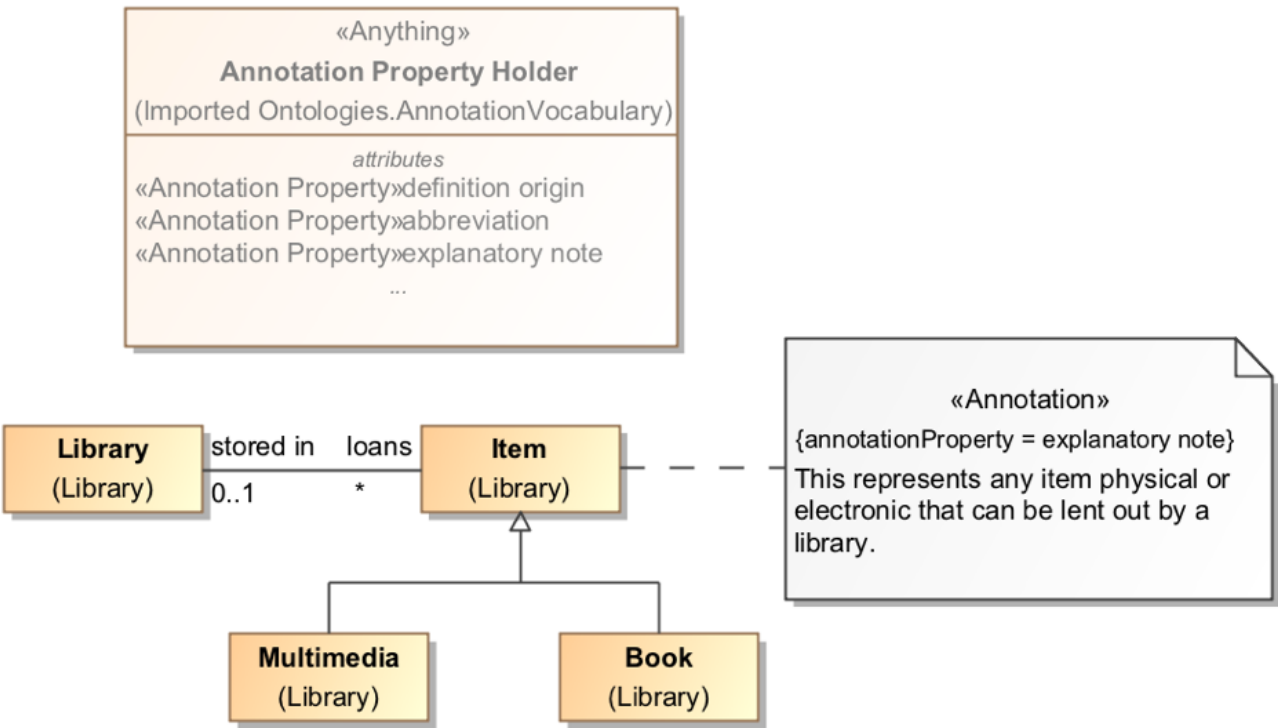 «Anything»
Annotation Property Holder
(Imported Ontologies.AnnotationVocabulary)
attributes
«Annotation Property»definition origin
«Annotation Property»abbreviation
«Annotation Property»explanatory note
...
«Annotation»
{annotationProperty = explanatory note}
This represents any item physical or
electronic that can be lent out by a
library.
Library
(Library)
stored in
0..1
loans
*
Item
(Library)
Multimedia
(Library)
Book
(Library)